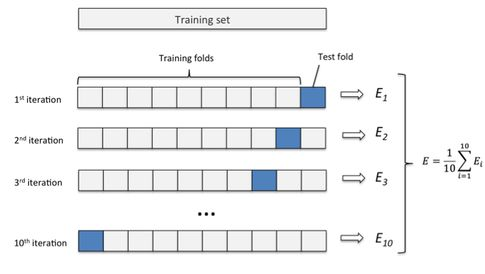 Training set
Training folds
Test fold
1st iteration
E1
2nd iteration
E2
3rd iteration
E3
...
10th iteration
E10
E = 1/10 ∑ i=1 10 Ei